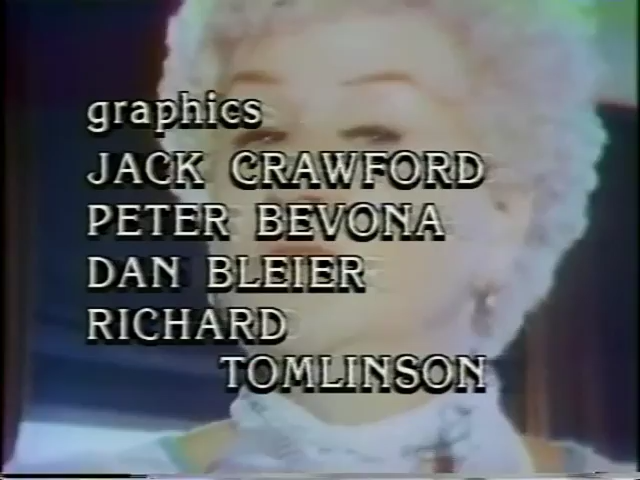 graphics
JACK CRAWFORD
PETER BEVONA
DAN BLEIER
RICHARD
TOMLINSON